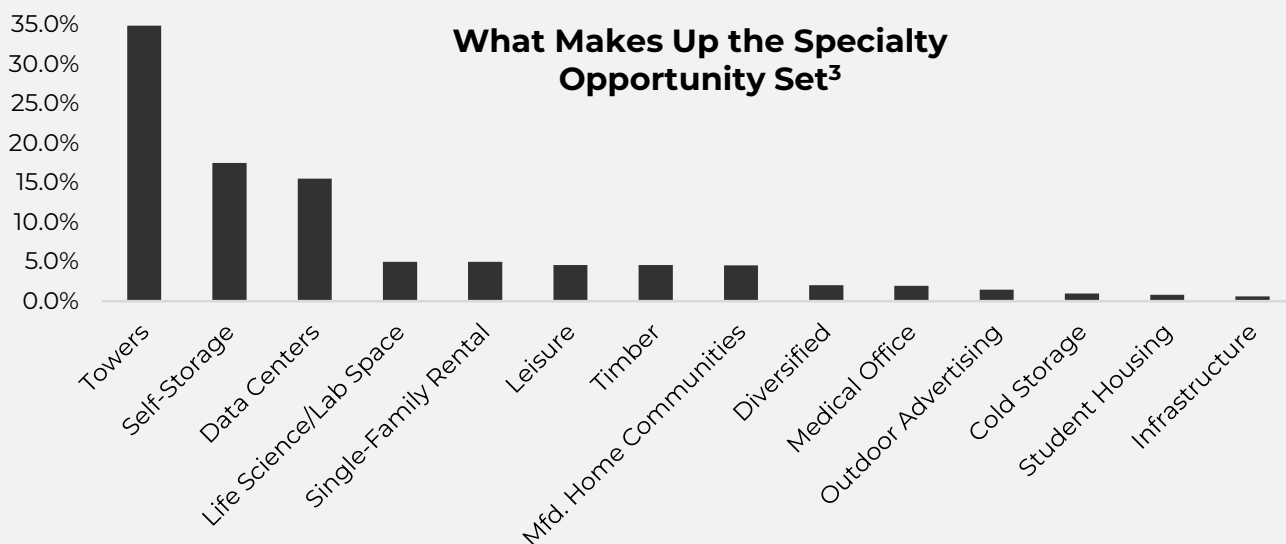 What Makes Up the Specialty
Opportunity Set³
35.0%
30.0%
25.0%
20.0%
15.0%
10.0%
5.0%
0.0%
Towers
Self-Storage
Data Centers
Life Science/Lab Space
Single-Family Rental
Leisure
Timber
Mfd. Home Communities
Diversified
Medical Office
Outdoor Advertising
Cold Storage
Student Housing
Infrastructure